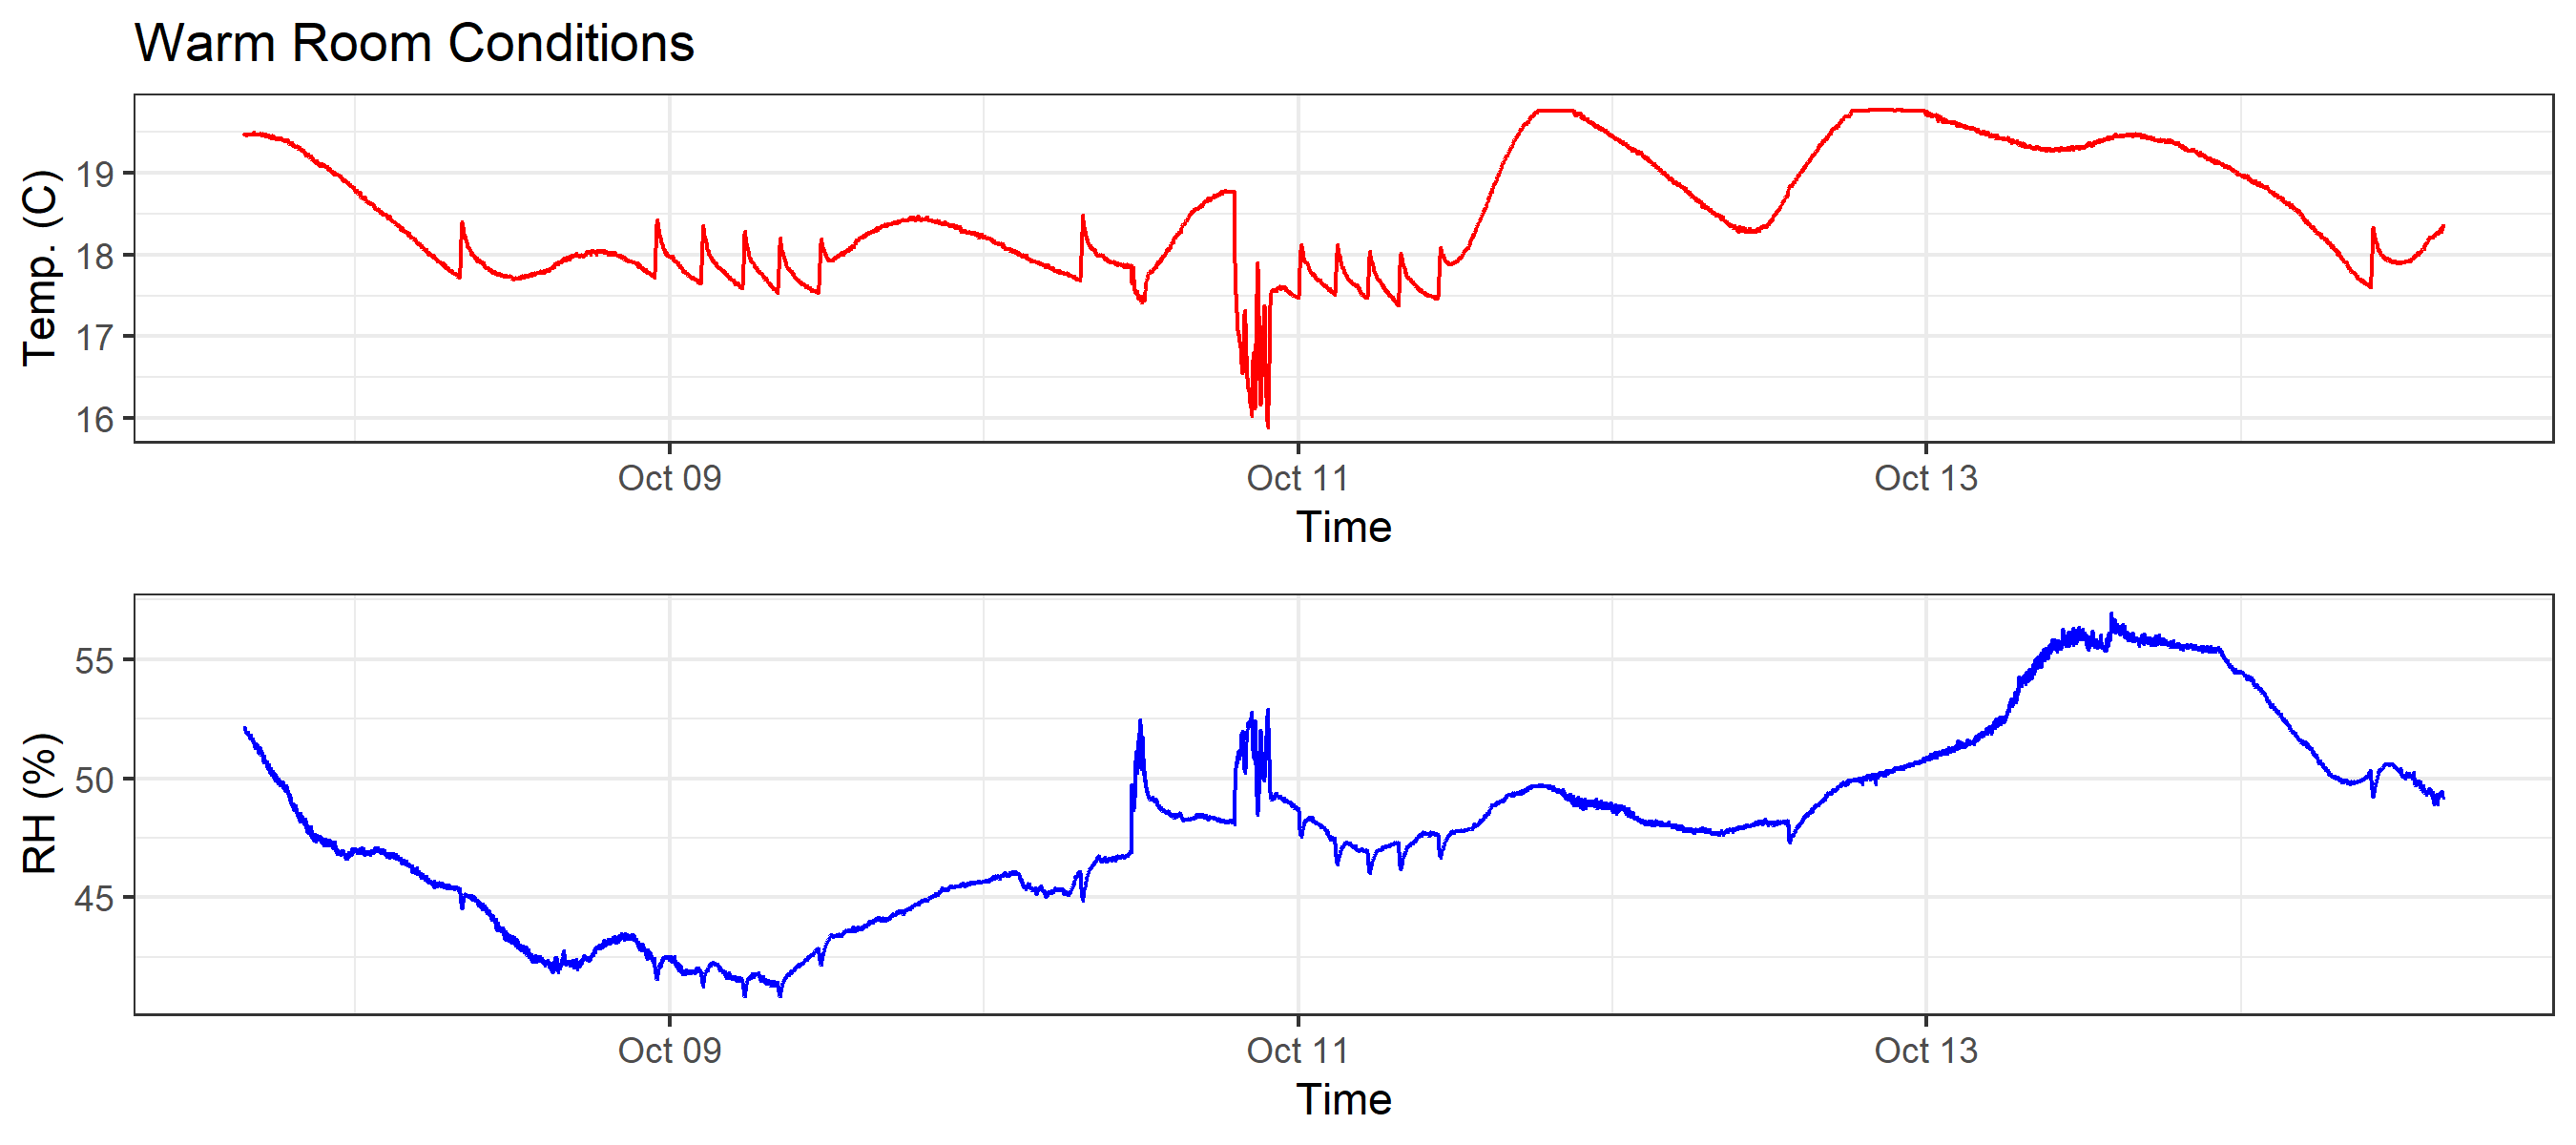 Warm Room Conditions
Temp. (C)
19
18
17
16
Oct 09
Oct 11
Oct 13
Time
RH (%)
55
50
45
Oct 09
Oct 11
Oct 13
Time